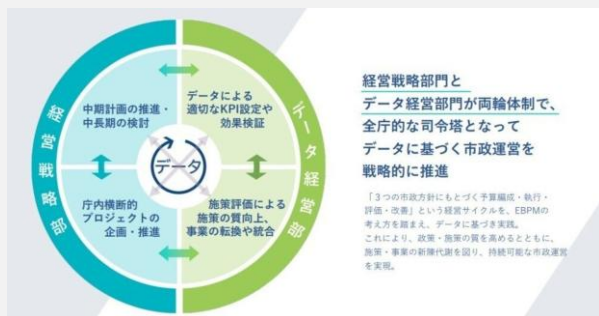 経営戦略部
中期計画の推進・
中長期の検討
庁内横断的
プロジェクトの
企画・推進
データ
データによる
適切なKPI設定や
効果検証
施策評価による
施策の質向上、
事業の転換や統合
データ経営部
経営戦略部門と
データ経営部門が両輪体制で、
全庁的な司令塔となって
データに基づく市政運営を
戦略的に推進
「３つの市政方針にもとづく予算編成・執行・
評価・改善」という経営サイクルを、EBPMの
考え方を踏まえ、データに基づき実践。
これにより、政策・施策の質を高めるとともに、
施策・事業の新陳代謝を図り、持続可能な市政運営
を実現。